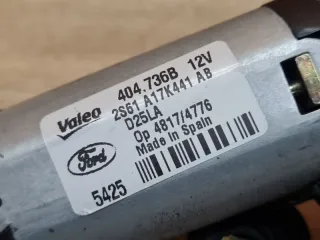 Valeo 404.736B 12V
2S61 A17K441 AB
D25LA
Op 4817/4776
Made in Spain
Ford
5425